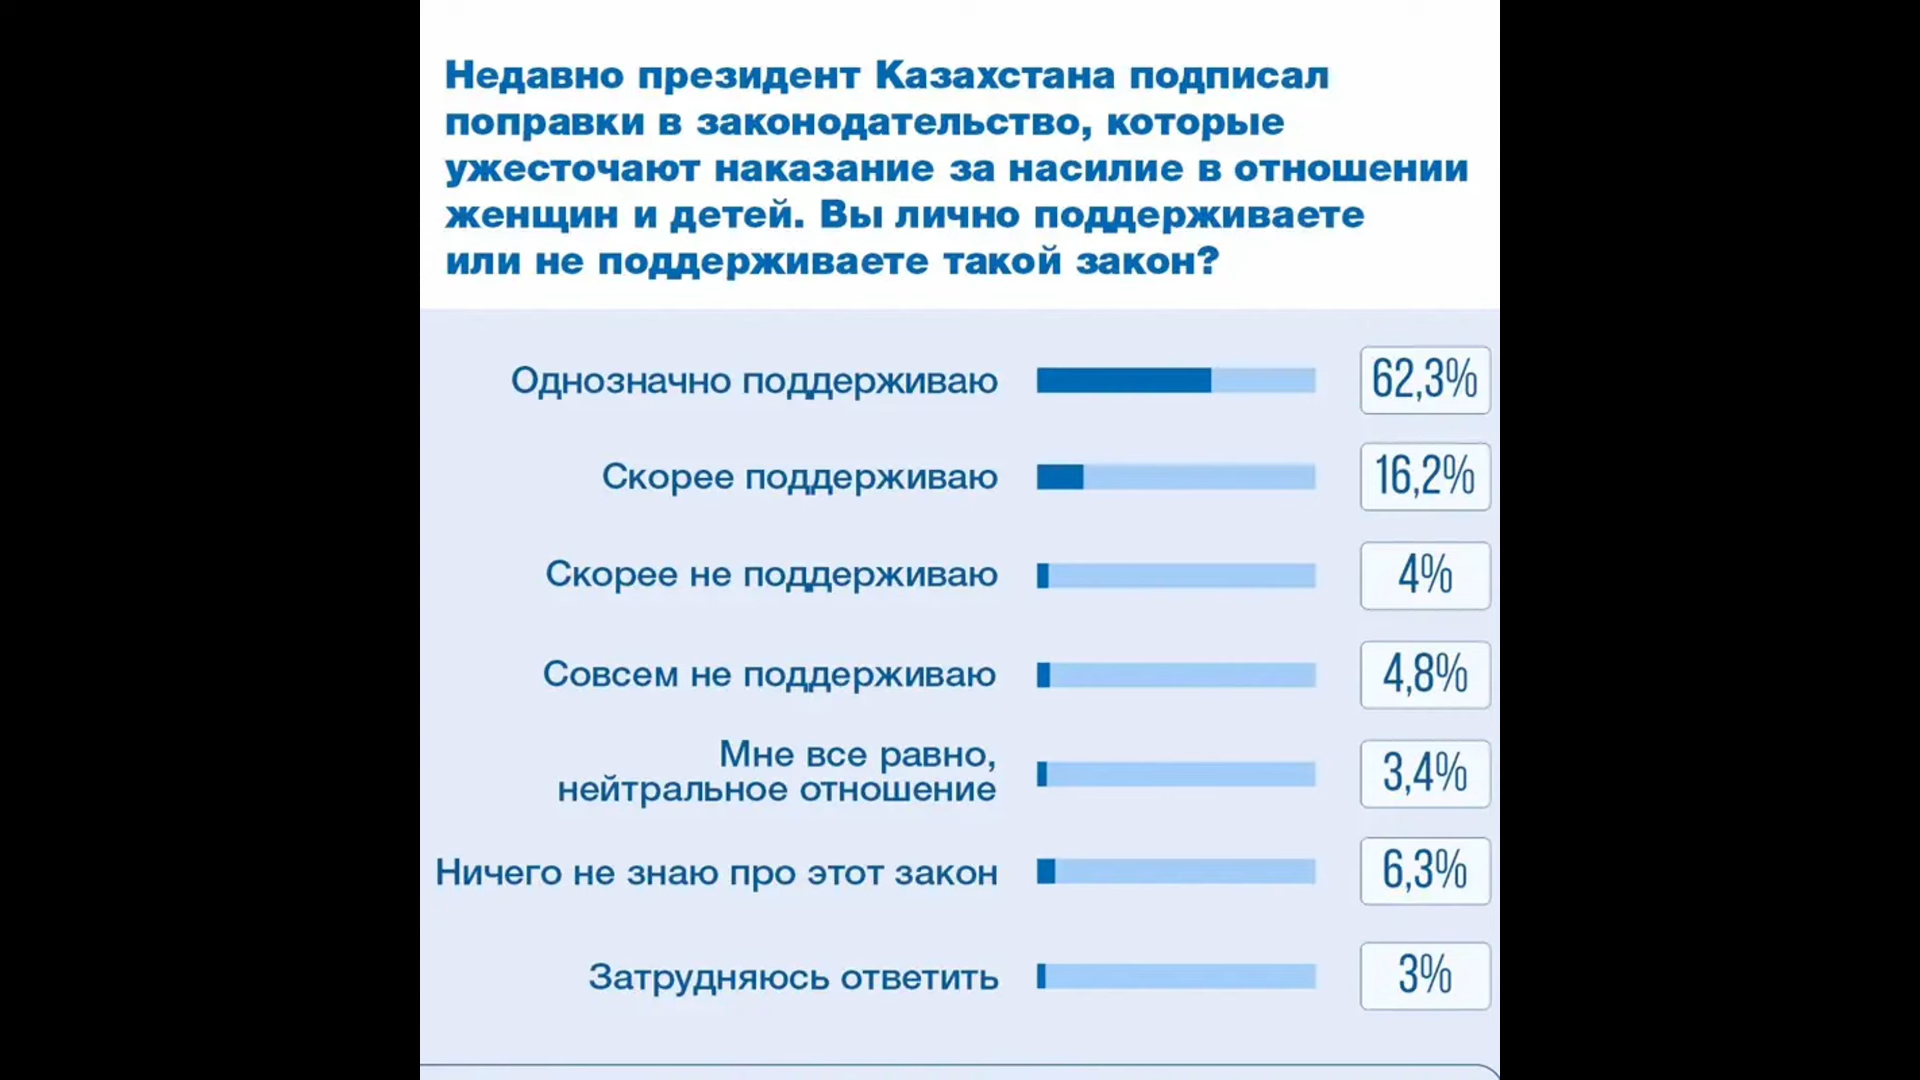 Недавно президент Казахстана подписал
поправки в законодательство, которые
ужесточают наказание за насилие в отношении
женщин и детей. Вы лично поддерживаете
или не поддерживаете такой закон?
Однозначно поддерживаю 62,3%
Скорее поддерживаю 16,2%
Скорее не поддерживаю 4%
Совсем не поддерживаю 4,8%
Мне все равно,
нейтральное отношение 3,4%
Ничего не знаю про этот закон 6,3%
Затрудняюсь ответить 3%